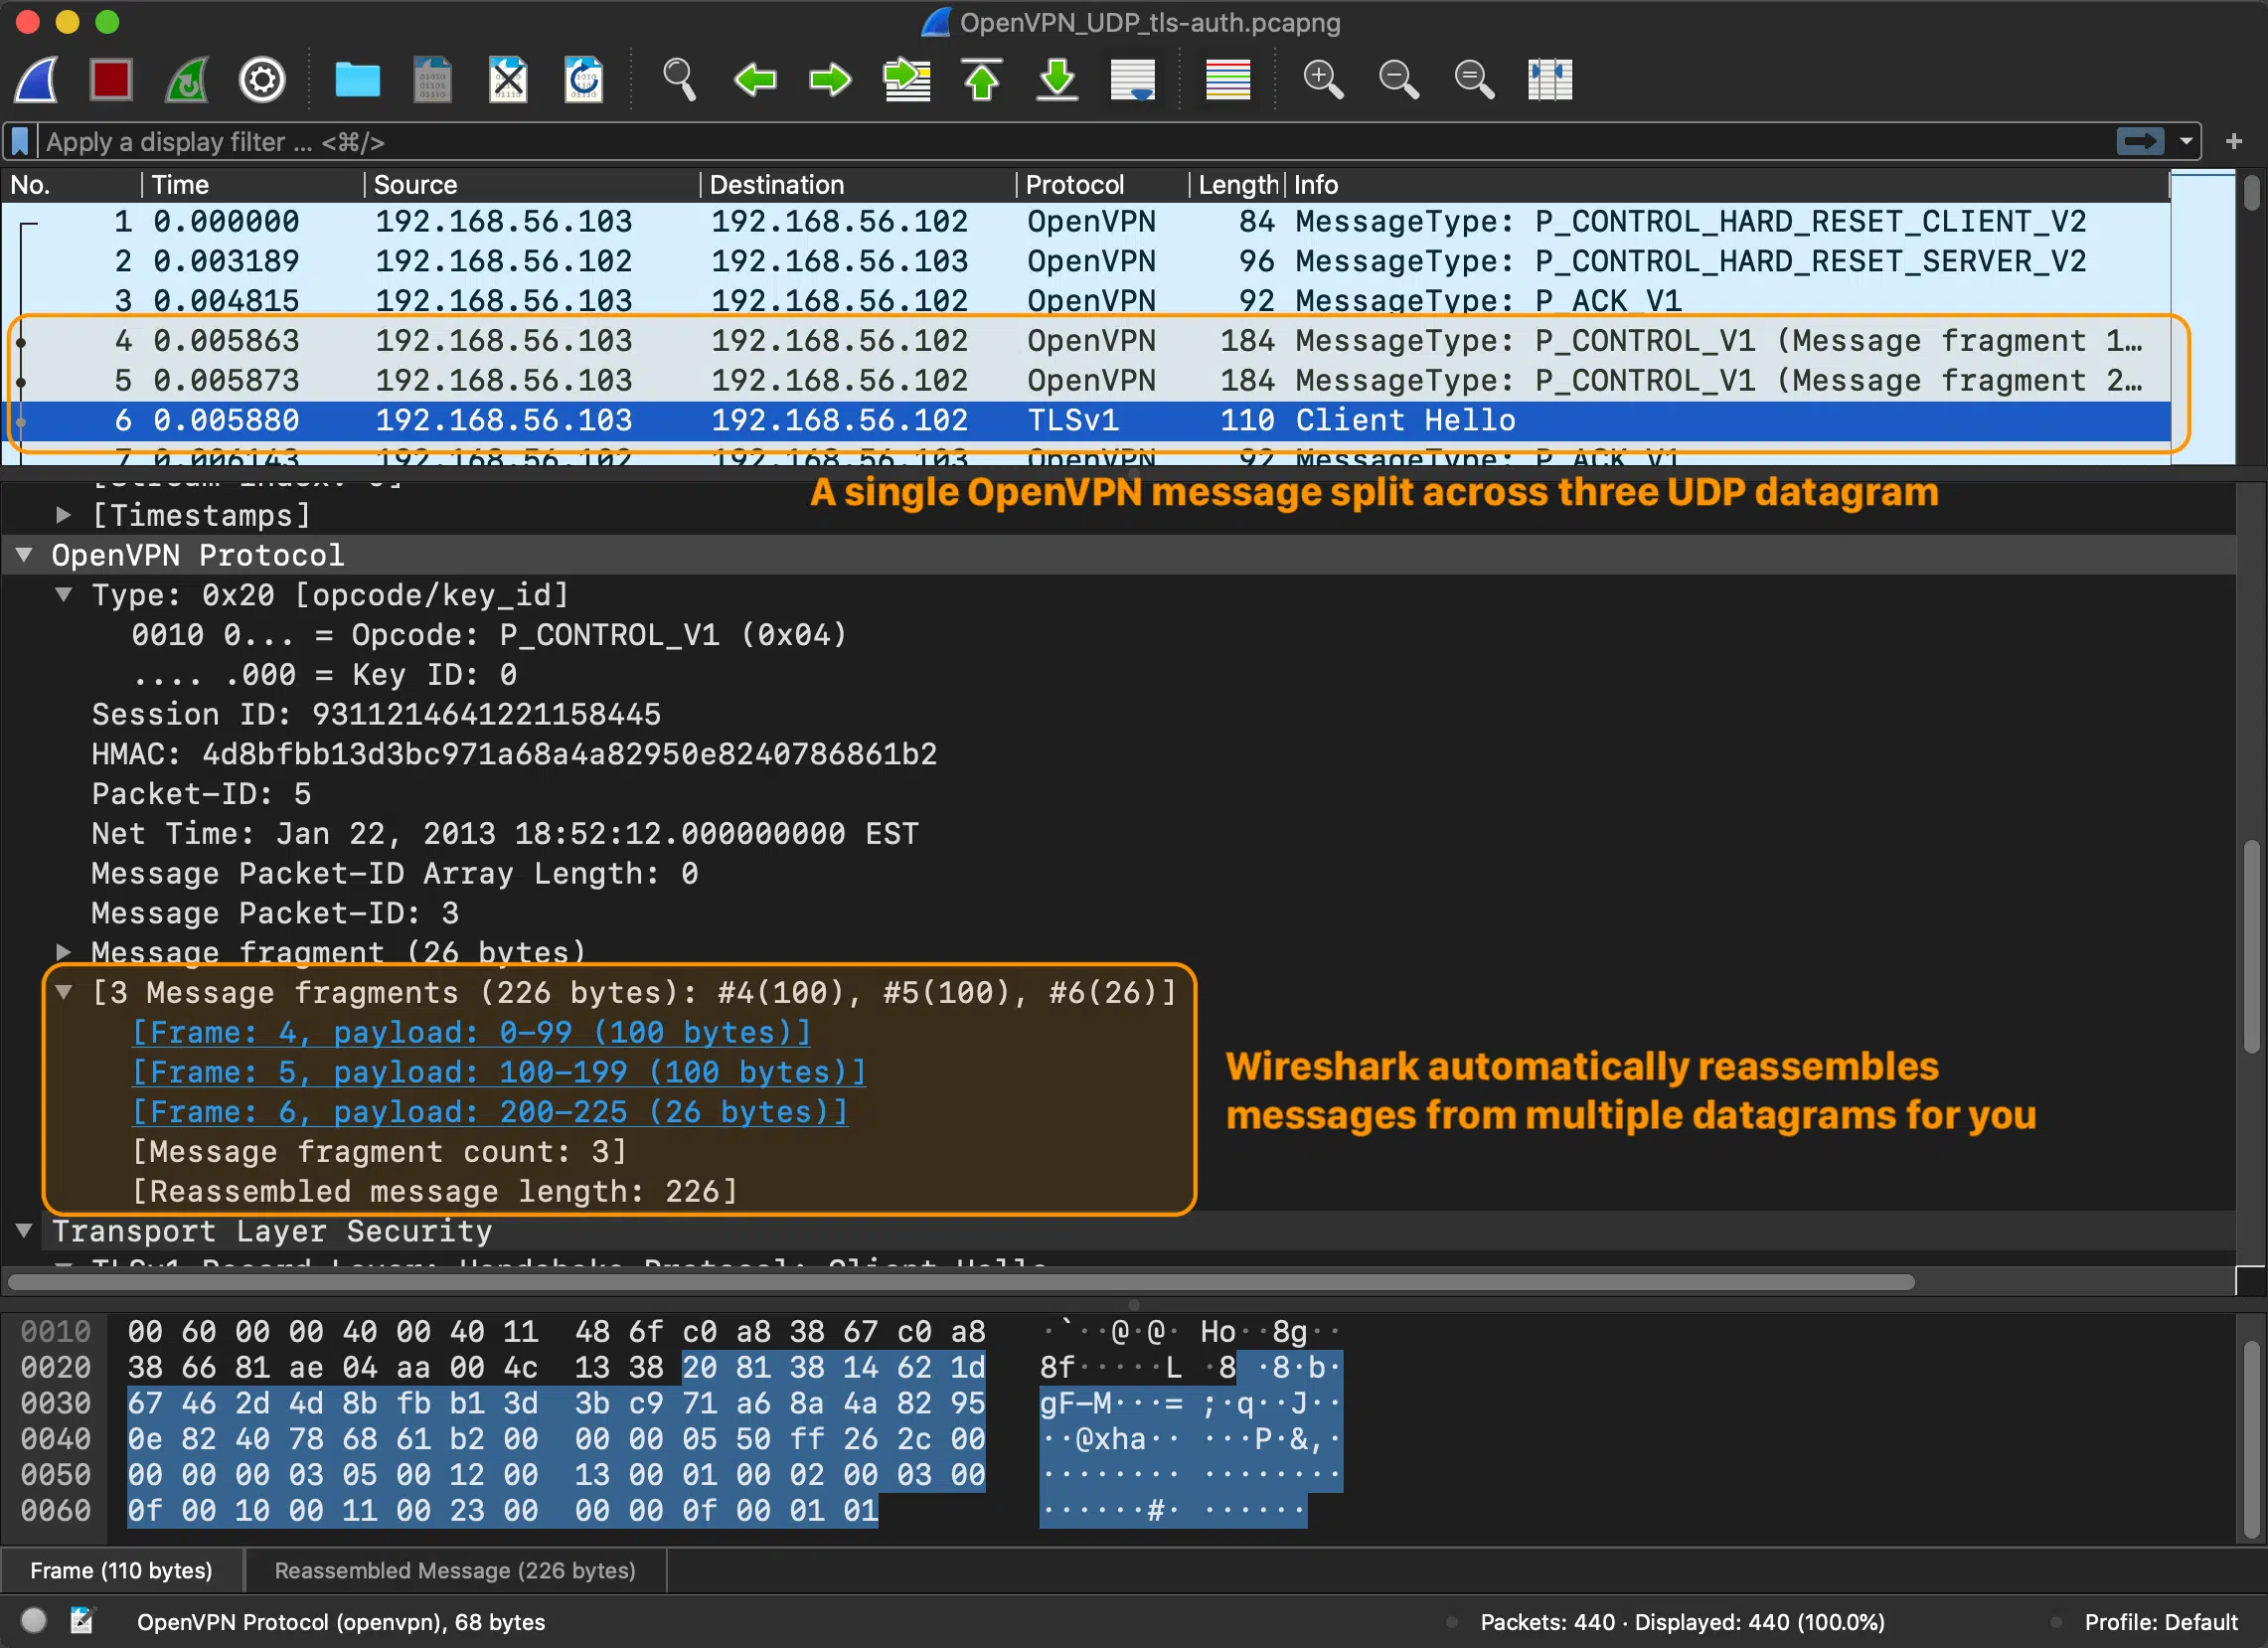 OpenVPN_UDP_tls-auth.pcapng
Apply a display filter ... <⌘/>
No. Time Source Destination Protocol Length Info
1 0.000000 192.168.56.103 192.168.56.102 OpenVPN 84 MessageType: P_CONTROL_HARD_RESET_CLIENT_V2
2 0.003189 192.168.56.102 192.168.56.103 OpenVPN 96 MessageType: P_CONTROL_HARD_RESET_SERVER_V2
3 0.004815 192.168.56.103 192.168.56.102 OpenVPN 92 MessageType: P_ACK_V1
4 0.005863 192.168.56.103 192.168.56.102 OpenVPN 184 MessageType: P_CONTROL_V1 (Message fragment 1…
5 0.005873 192.168.56.103 192.168.56.102 OpenVPN 184 MessageType: P_CONTROL_V1 (Message fragment 2…
6 0.005880 192.168.56.103 192.168.56.102 TLSv1 110 Client Hello
7 0.006143 192.168.56.102 192.168.56.103 OpenVPN 92 MessageType: P_ACK_V1
A single OpenVPN message split across three UDP datagram
[Timestamps]
OpenVPN Protocol
Type: 0x20 [opcode/key_id]
0010 0... = Opcode: P_CONTROL_V1 (0x04)
.... .000 = Key ID: 0
Session ID: 9311214641221158445
HMAC: 4d8bfbb13d3bc971a68a4a82950e8240786861b2
Packet-ID: 5
Net Time: Jan 22, 2013 18:52:12.000000000 EST
Message Packet-ID Array Length: 0
Message Packet-ID: 3
Message fragment (26 bytes)
[3 Message fragments (226 bytes): #4(100), #5(100), #6(26)]
[Frame: 4, payload: 0-99 (100 bytes)]
[Frame: 5, payload: 100-199 (100 bytes)]
[Frame: 6, payload: 200-225 (26 bytes)]
[Message fragment count: 3]
[Reassembled message length: 226]
Wireshark automatically reassembles
messages from multiple datagrams for you
Transport Layer Security
TLSv1 Record Layer: Handshake Protocol: Client Hello
0010 00 60 00 00 40 00 40 11 48 6f c0 a8 38 67 c0 a8 ·`··@·@· Ho··8g··
0020 38 66 81 ae 04 aa 00 4c 13 38 20 81 38 14 62 1d 8f·····L ·8 ·8·b·
0030 67 46 2d 4d 8b fb b1 3d 3b c9 71 a6 8a 4a 82 95 gF-M···= ;·q··J··
0040 0e 82 40 78 68 61 b2 00 00 00 05 50 ff 26 2c 00 ··@xha·· ···P·&,·
0050 00 00 00 03 05 00 12 00 13 00 01 00 02 00 03 00 ········ ········
0060 0f 00 10 00 11 00 23 00 00 00 0f 00 01 01 ······#· ······
Frame (110 bytes) Reassembled Message (226 bytes)
OpenVPN Protocol (openvpn), 68 bytes Packets: 440 · Displayed: 440 (100.0%) Profile: Default